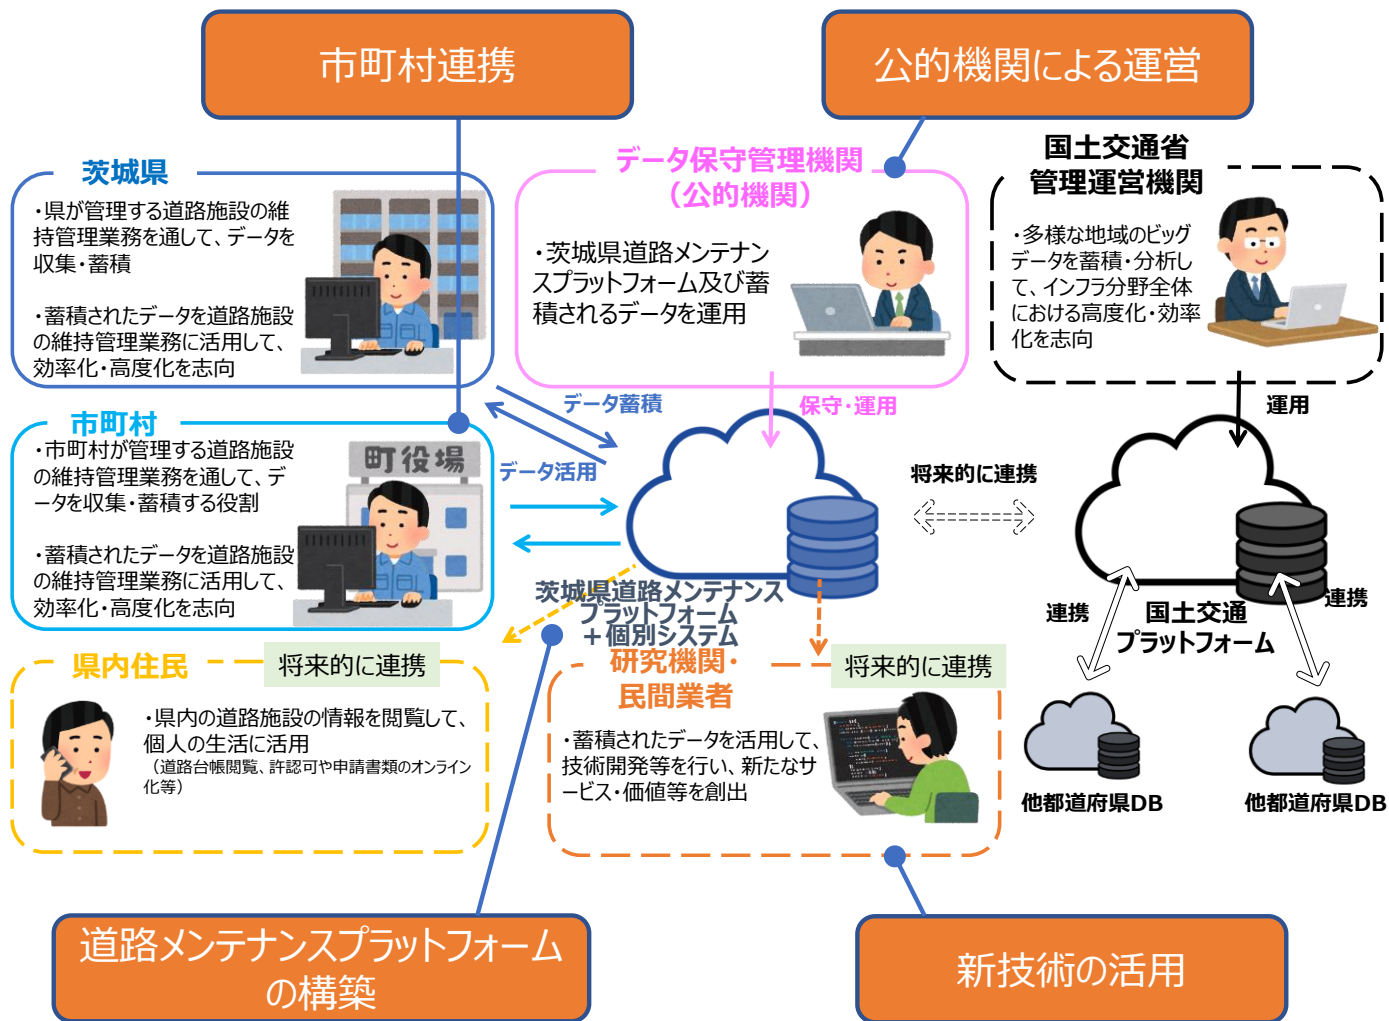 市町村連携
公的機関による運営
茨城県
・県が管理する道路施設の維
持管理業務を通して、データを
収集・蓄積
・蓄積されたデータを道路施設
の維持管理業務に活用して、
効率化・高度化を志向
データ保守管理機関
（公的機関）
・茨城県道路メンテナン
スプラットフォーム及び蓄
積されるデータを運用
国土交通省
管理運営機関
・多様な地域のビッグ
データを蓄積・分析し
て、インフラ分野全体
における高度化・効率
化を志向
データ蓄積
データ活用
保守・運用
運用
市町村
・市町村が管理する道路施設
の維持管理業務を通して、デ
ータを収集・蓄積する役割
・蓄積されたデータを道路施設
の維持管理業務に活用して、
効率化・高度化を志向
町役場
将来的に連携
茨城県道路メンテナンス
プラットフォーム
＋個別システム
国土交通
プラットフォーム
連携
連携
県内住民
将来的に連携
・県内の道路施設の情報を閲覧して、
個人の生活に活用
（道路台帳閲覧、許認可や申請書類のオンライン
化等）
研究機関・
民間業者
将来的に連携
・蓄積されたデータを活用して、
技術開発等を行い、新たなサ
ービス・価値等を創出
他都道府県DB
他都道府県DB
道路メンテナンスプラットフォーム
の構築
新技術の活用